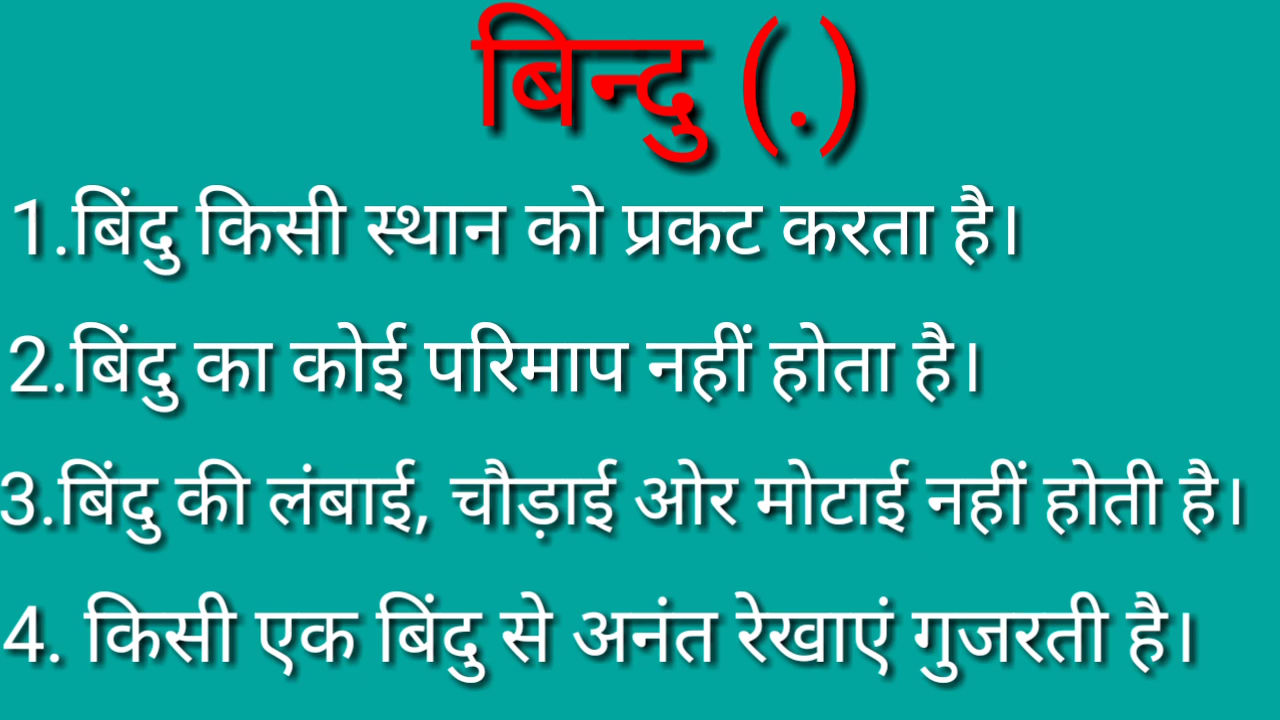 बिन्दु (.)
1.बिंदु किसी स्थान को प्रकट करता है।
2.बिंदु का कोई परिमाप नहीं होता है।
3.बिंदु की लंबाई, चौड़ाई ओर मोटाई नहीं होती है।
4. किसी एक बिंदु से अनंत रेखाएं गुजरती है।